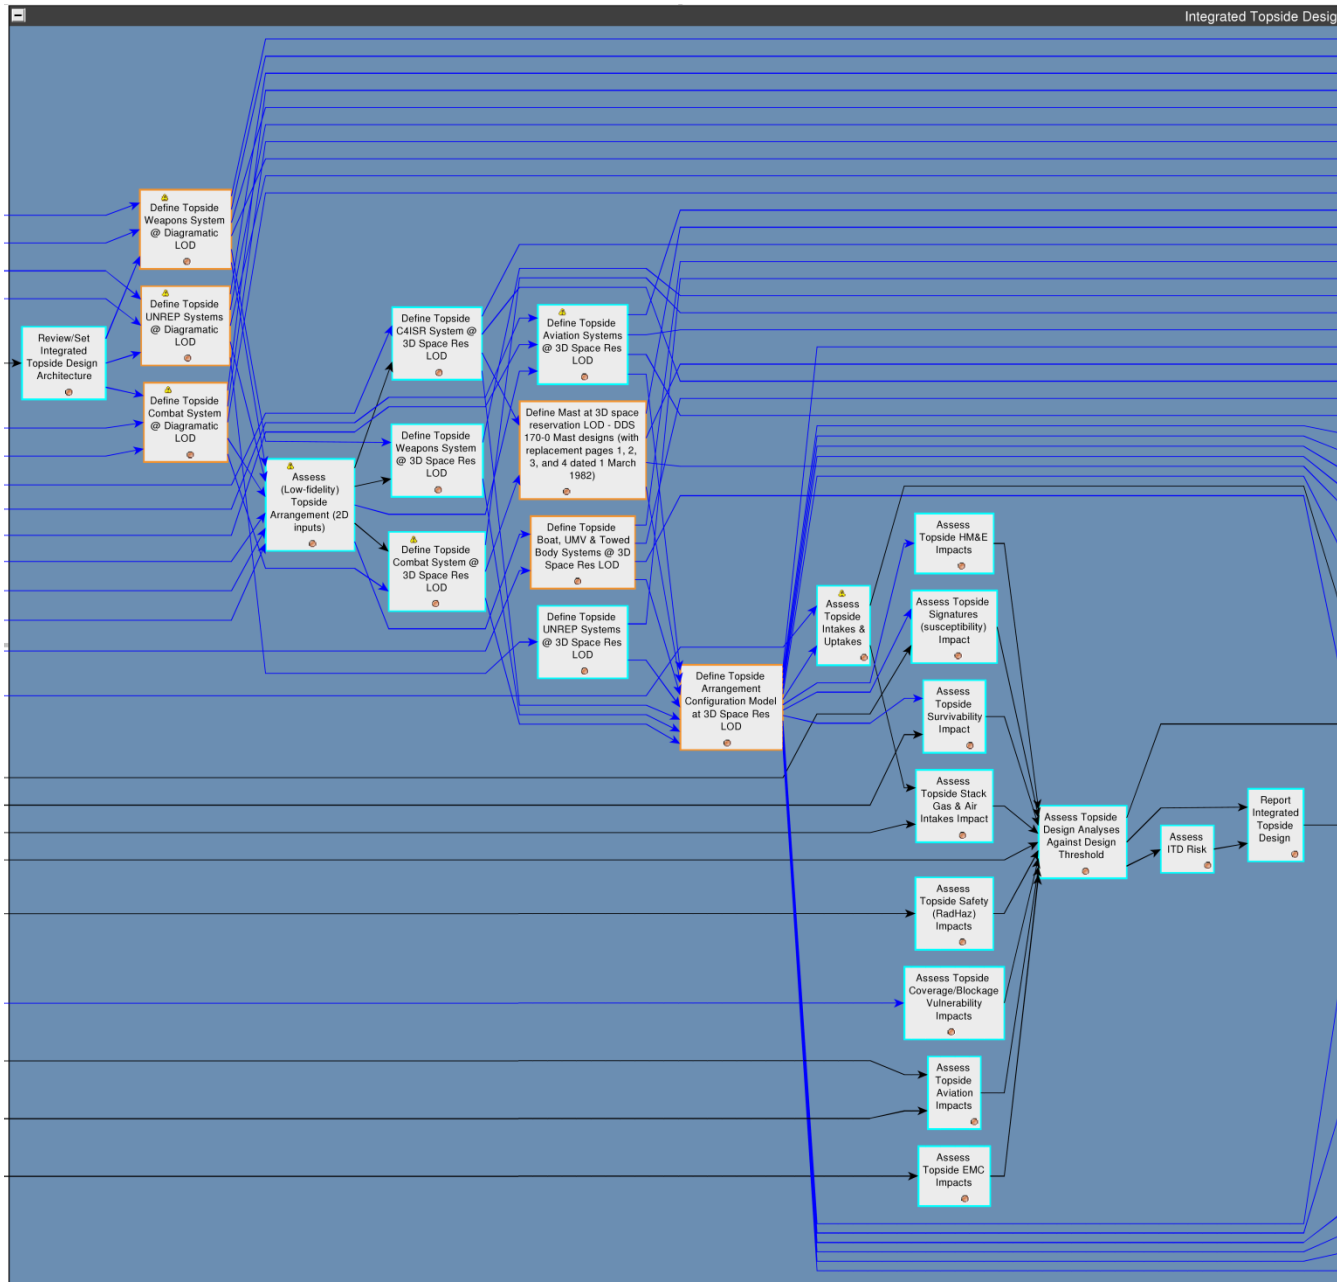 Integrated Topside Desig
Define Topside
Weapons System
@ Diagramatic
LOD
Define Topside
UNREP Systems
@ Diagramatic
LOD
Review/Set
Integrated
Topside Design
Architecture
Define Topside
Combat System
@ Diagramatic
LOD
Assess
(Low-fidelity)
Topside
Arrangement (2D
inputs)
Define Topside
C4ISR System @
3D Space Res
LOD
Define Topside
Weapons System
@ 3D Space Res
LOD
Define Topside
Combat System @
3D Space Res
LOD
Define Topside
Aviation Systems
@ 3D Space Res
LOD
Define Mast at 3D space
reservation LOD - DDS
170-0 Mast designs (with
replacement pages 1, 2,
3, and 4 dated 1 March
1982)
Define Topside
Boat, UMV & Towed
Body Systems @ 3D
Space Res LOD
Define Topside
UNREP Systems
@ 3D Space Res
LOD
Define Topside
Arrangement
Configuration Model
at 3D Space Res
LOD
Assess
Topside
Intakes &
Uptakes
Assess
Topside HM&E
Impacts
Assess Topside
Signatures
(susceptibility)
Impact
Assess
Topside
Survivability
Impact
Assess
Topside Stack
Gas & Air
Intakes Impact
Assess
Topside Safety
(RadHaz)
Impacts
Assess Topside
Coverage/Blockage
Vulnerability
Impacts
Assess
Topside
Aviation
Impacts
Assess
Topside EMC
Impacts
Assess Topside
Design Analyses
Against Design
Threshold
Assess
ITD Risk
Report
Integrated
Topside
Design